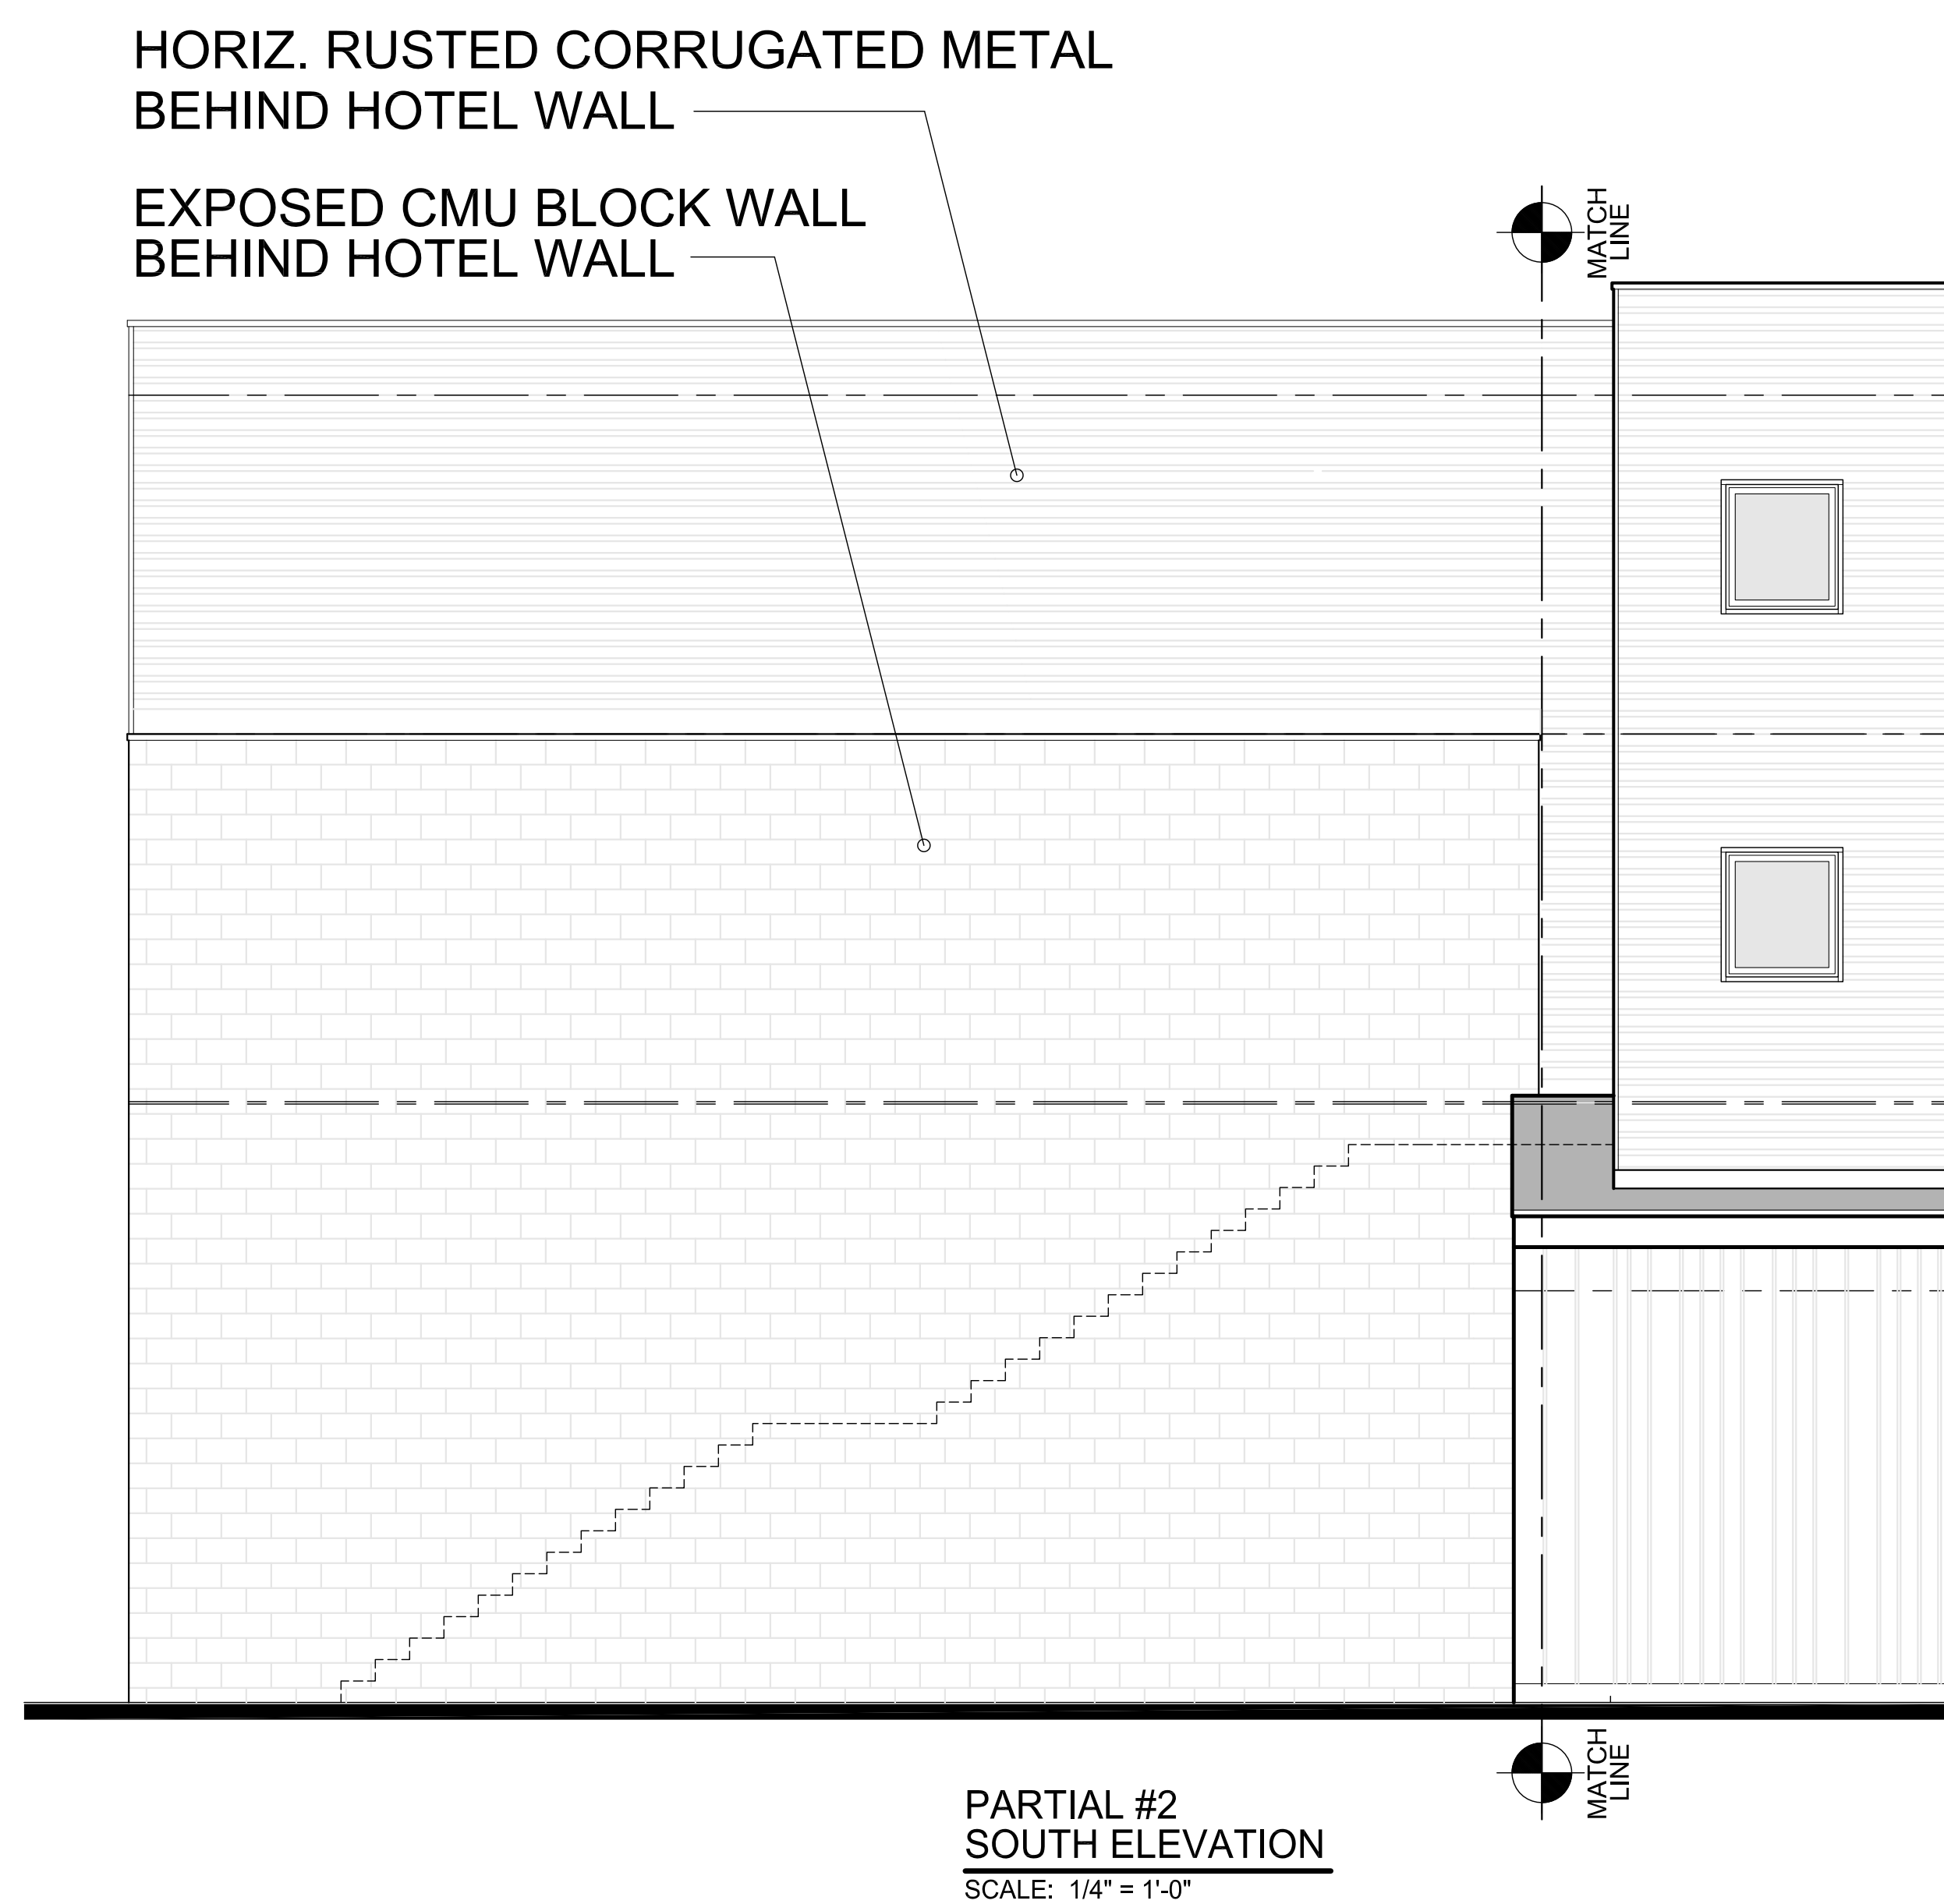 HORIZ. RUSTED CORRUGATED METAL
BEHIND HOTEL WALL
EXPOSED CMU BLOCK WALL
BEHIND HOTEL WALL
MATCH
LINE
MATCH
LINE
PARTIAL #2
SOUTH ELEVATION
SCALE: 1/4" = 1'-0"